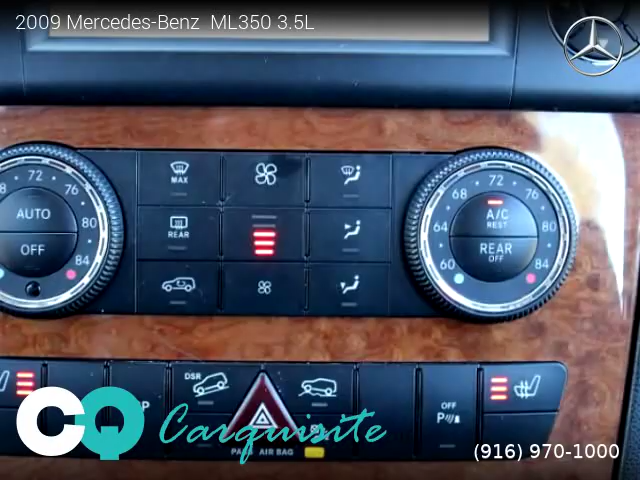 2009 Mercedes-Benz ML350 3.5L
72
76
80
84
AUTO
OFF
MAX
REAR
68 72 76
64 80
60 84
A/C
REST
REAR
OFF
DSR
OFF
P
AIR BAG
CQ Carquisite
(916) 970-1000